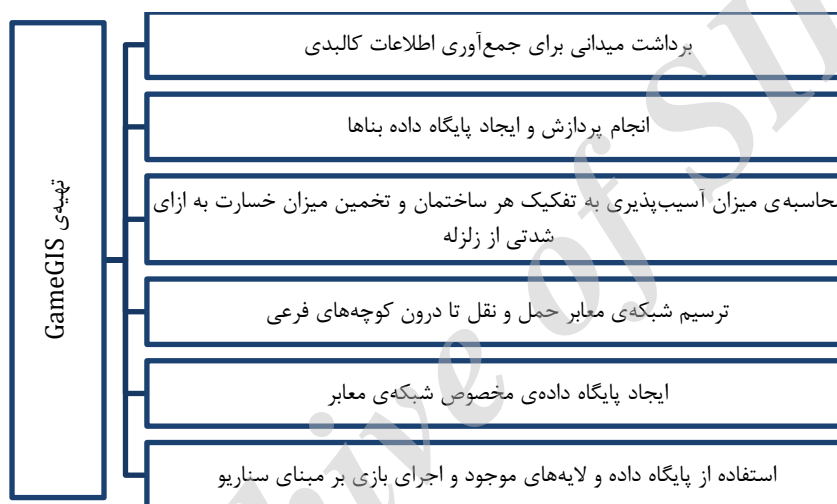 تهیه‌ی GameGIS
برداشت میدانی برای جمع‌آوری اطلاعات کالبدی
انجام پردازش و ایجاد پایگاه داده بناها
محاسبه‌ی میزان آسیب‌پذیری به تفکیک هر ساختمان و تخمین میزان خسارت به ازای
شدتی از زلزله
ترسیم شبکه‌ی معابر حمل و نقل تا درون کوچه‌های فرعی
ایجاد پایگاه داده‌ی مخصوص شبکه‌ی معابر
استفاده از پایگاه داده و لایه‌های موجود و اجرای بازی بر مبنای سناریو
hive of SID